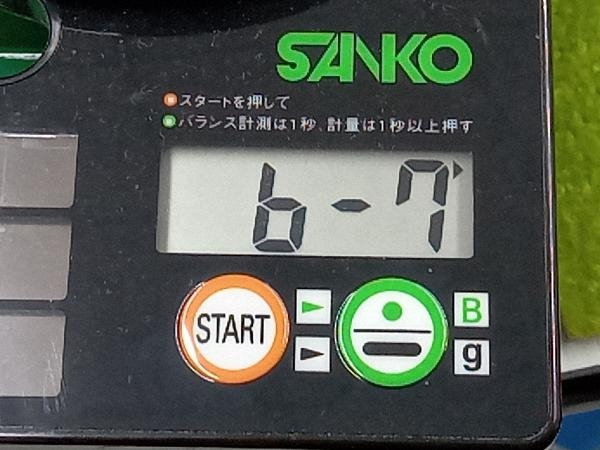 SANKO
スタートを押して
バランス計測は1秒、計量は1秒以上押す
b-7
START
B
g